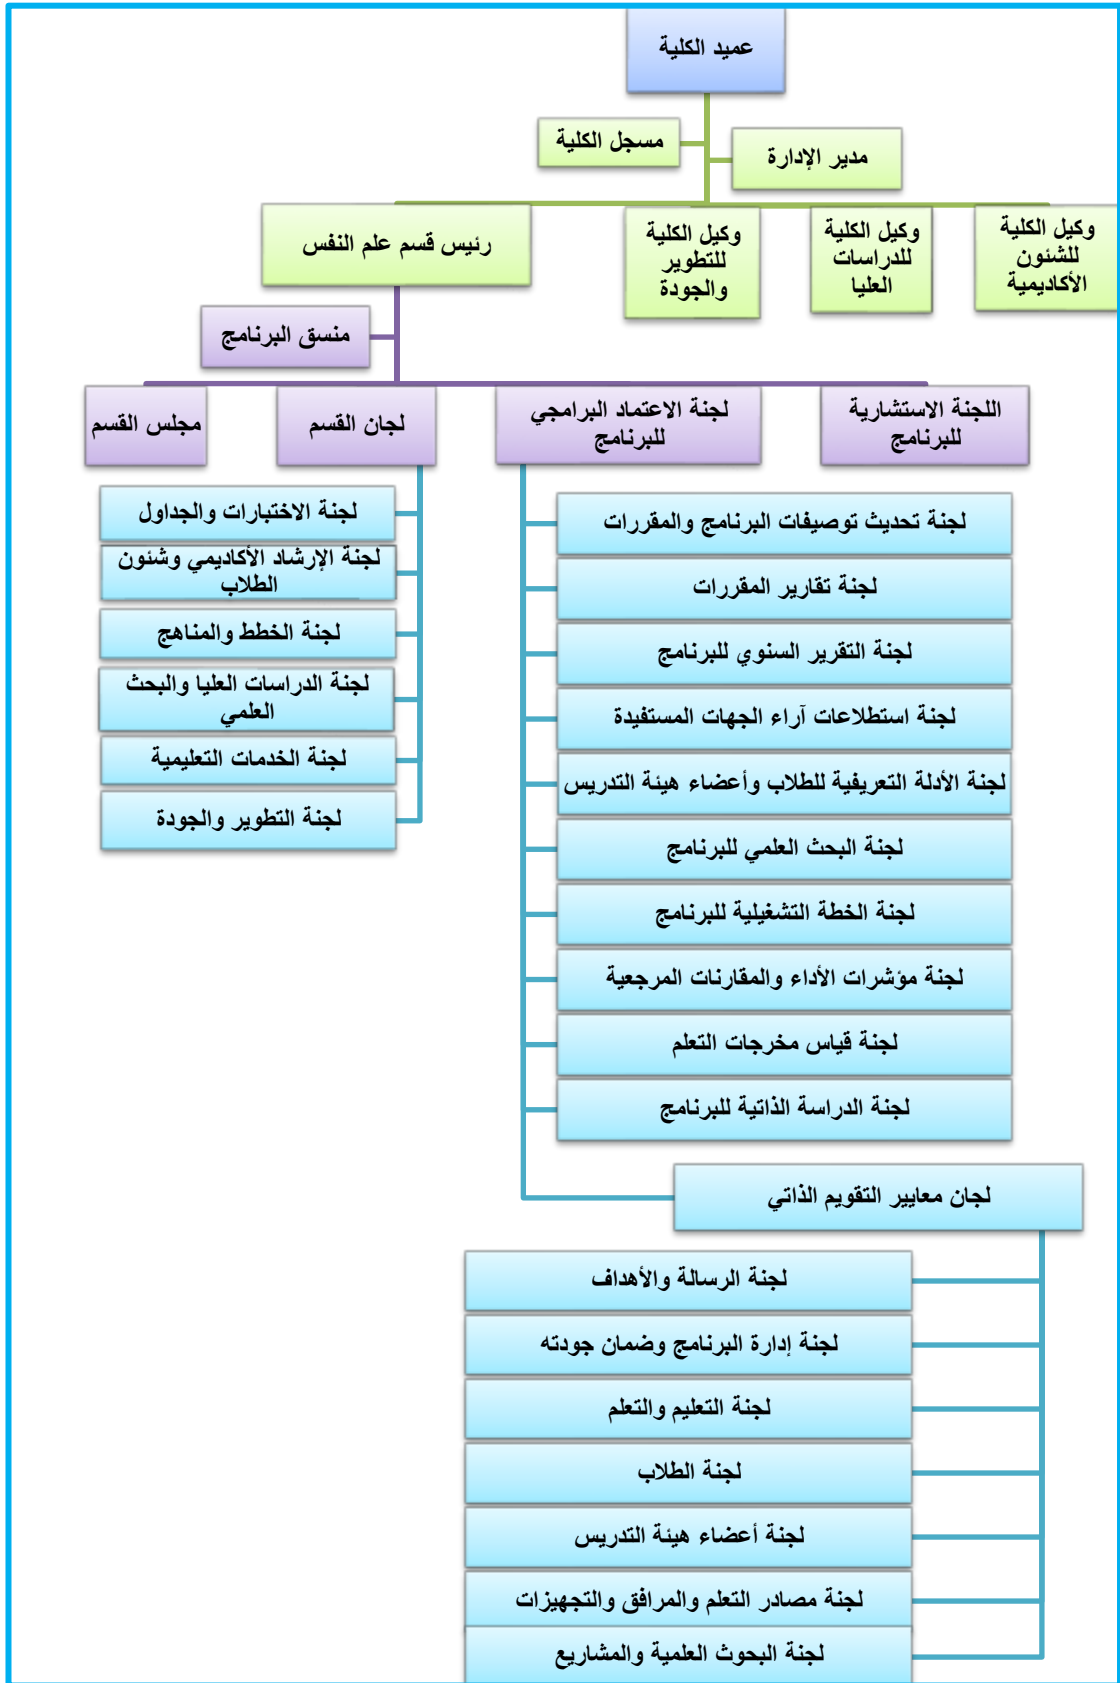 عميد الكلية
مسجل الكلية
مدير الإدارة
وكيل الكلية
للشئون
الأكاديمية
وكيل الكلية
للدراسات
العليا
وكيل الكلية
للتطوير
والجودة
رئيس قسم علم النفس
منسق البرنامج
اللجنة الاستشارية
للبرنامج
لجنة الاعتماد البرامجي
للبرنامج
لجان القسم
مجلس القسم
لجنة تحديث توصيفات البرنامج والمقررات
لجنة تقارير المقررات
لجنة التقرير السنوي للبرنامج
لجنة استطلاعات آراء الجهات المستفيدة
لجنة الأدلة التعريفية للطلاب وأعضاء هيئة التدريس
لجنة البحث العلمي للبرنامج
لجنة الخطة التشغيلية للبرنامج
لجنة مؤشرات الأداء والمقارنات المرجعية
لجنة قياس مخرجات التعلم
لجنة الدراسة الذاتية للبرنامج
لجان معايير التقويم الذاتي
لجنة الرسالة والأهداف
لجنة إدارة البرنامج وضمان جودته
لجنة التعليم والتعلم
لجنة الطلاب
لجنة أعضاء هيئة التدريس
لجنة مصادر التعلم والمرافق والتجهيزات
لجنة البحوث العلمية والمشاريع
لجنة الاختبارات والجداول
لجنة الإرشاد الأكاديمي وشئون
الطلاب
لجنة الخطط والمناهج
لجنة الدراسات العليا والبحث
العلمي
لجنة الخدمات التعليمية
لجنة التطوير والجودة